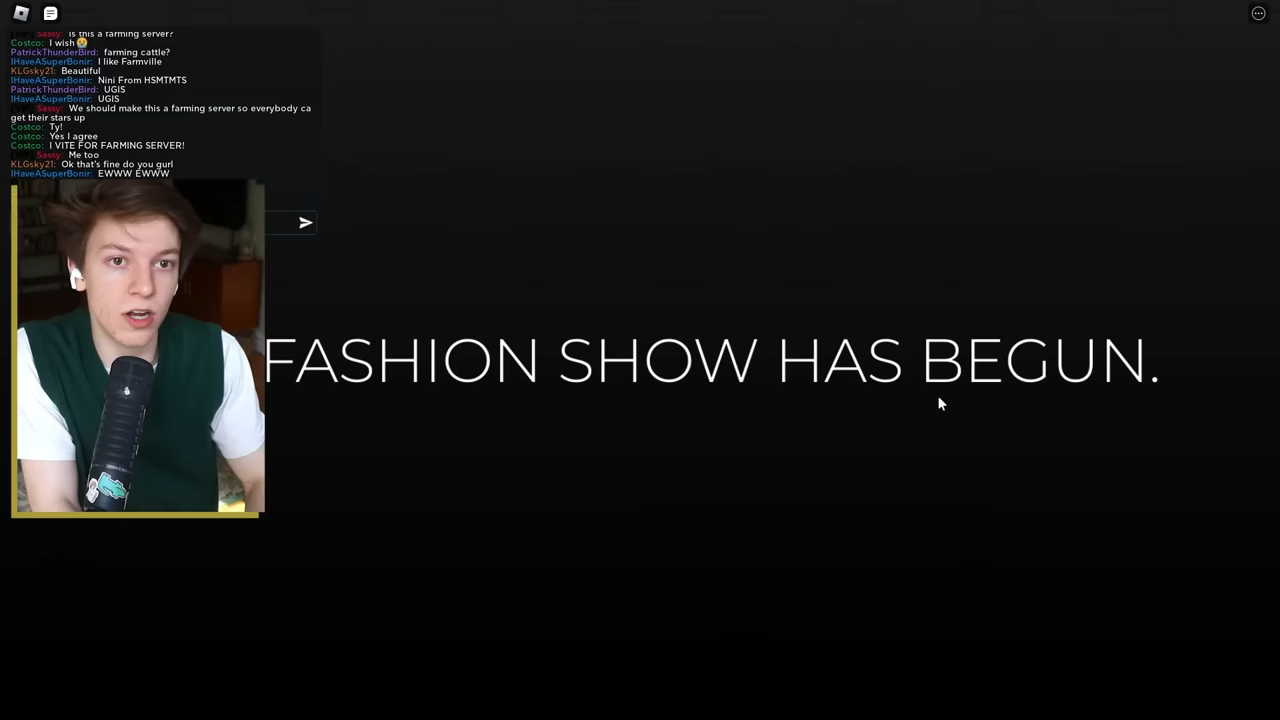 Sassy: Is this a farming server?
Costco: I wish😢
PatrickThunderBird: farming cattle?
IHaveASuperBonir: I like Farmville
KLGsky21: Beautiful
IHaveASuperBonir: Nini From HSMTMTS
PatrickThunderBird: UGIS
IHaveASuperBonir: UGIS
Sassy: We should make this a farming server so everybody ca
get their stars up
Costco: Ty!
Costco: Yes I agree
Costco: I VITE FOR FARMING SERVER!
Sassy: Me too
KLGsky21: Ok that's fine do you gurl
IHaveASuperBonir: EWWW EWWW
FASHION SHOW HAS BEGUN.